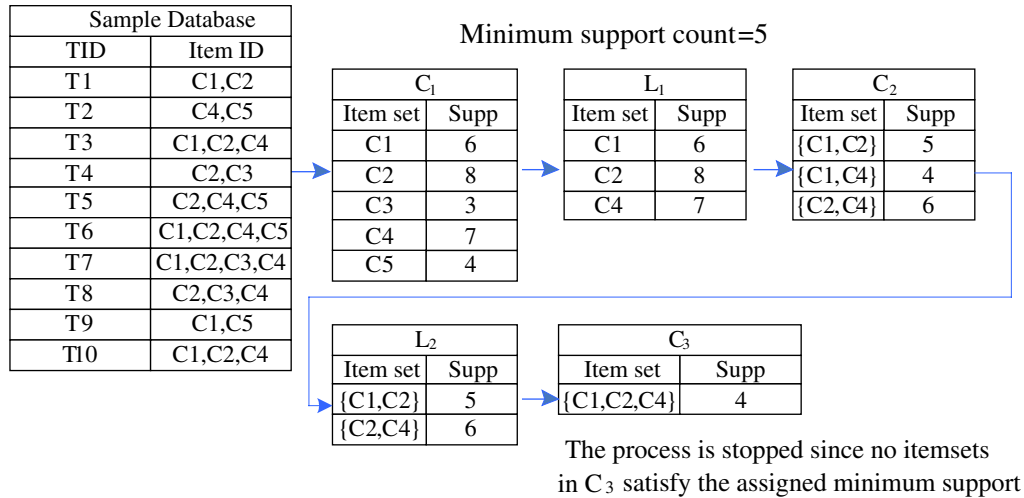 Sample Database
TID Item ID
T1 C1,C2
T2 C4,C5
T3 C1,C2,C4
T4 C2,C3
T5 C2,C4,C5
T6 C1,C2,C4,C5
T7 C1,C2,C3,C4
T8 C2,C3,C4
T9 C1,C5
T10 C1,C2,C4
Minimum support count=5
C₁
Item set Supp
C1 6
C2 8
C3 3
C4 7
C5 4
L₁
Item set Supp
C1 6
C2 8
C4 7
C₂
Item set Supp
{C1,C2} 5
{C1,C4} 4
{C2,C4} 6
L₂
Item set Supp
{C1,C2} 5
{C2,C4} 6
C₃
Item set Supp
{C1,C2,C4} 4
The process is stopped since no itemsets
in C₃ satisfy the assigned minimum support